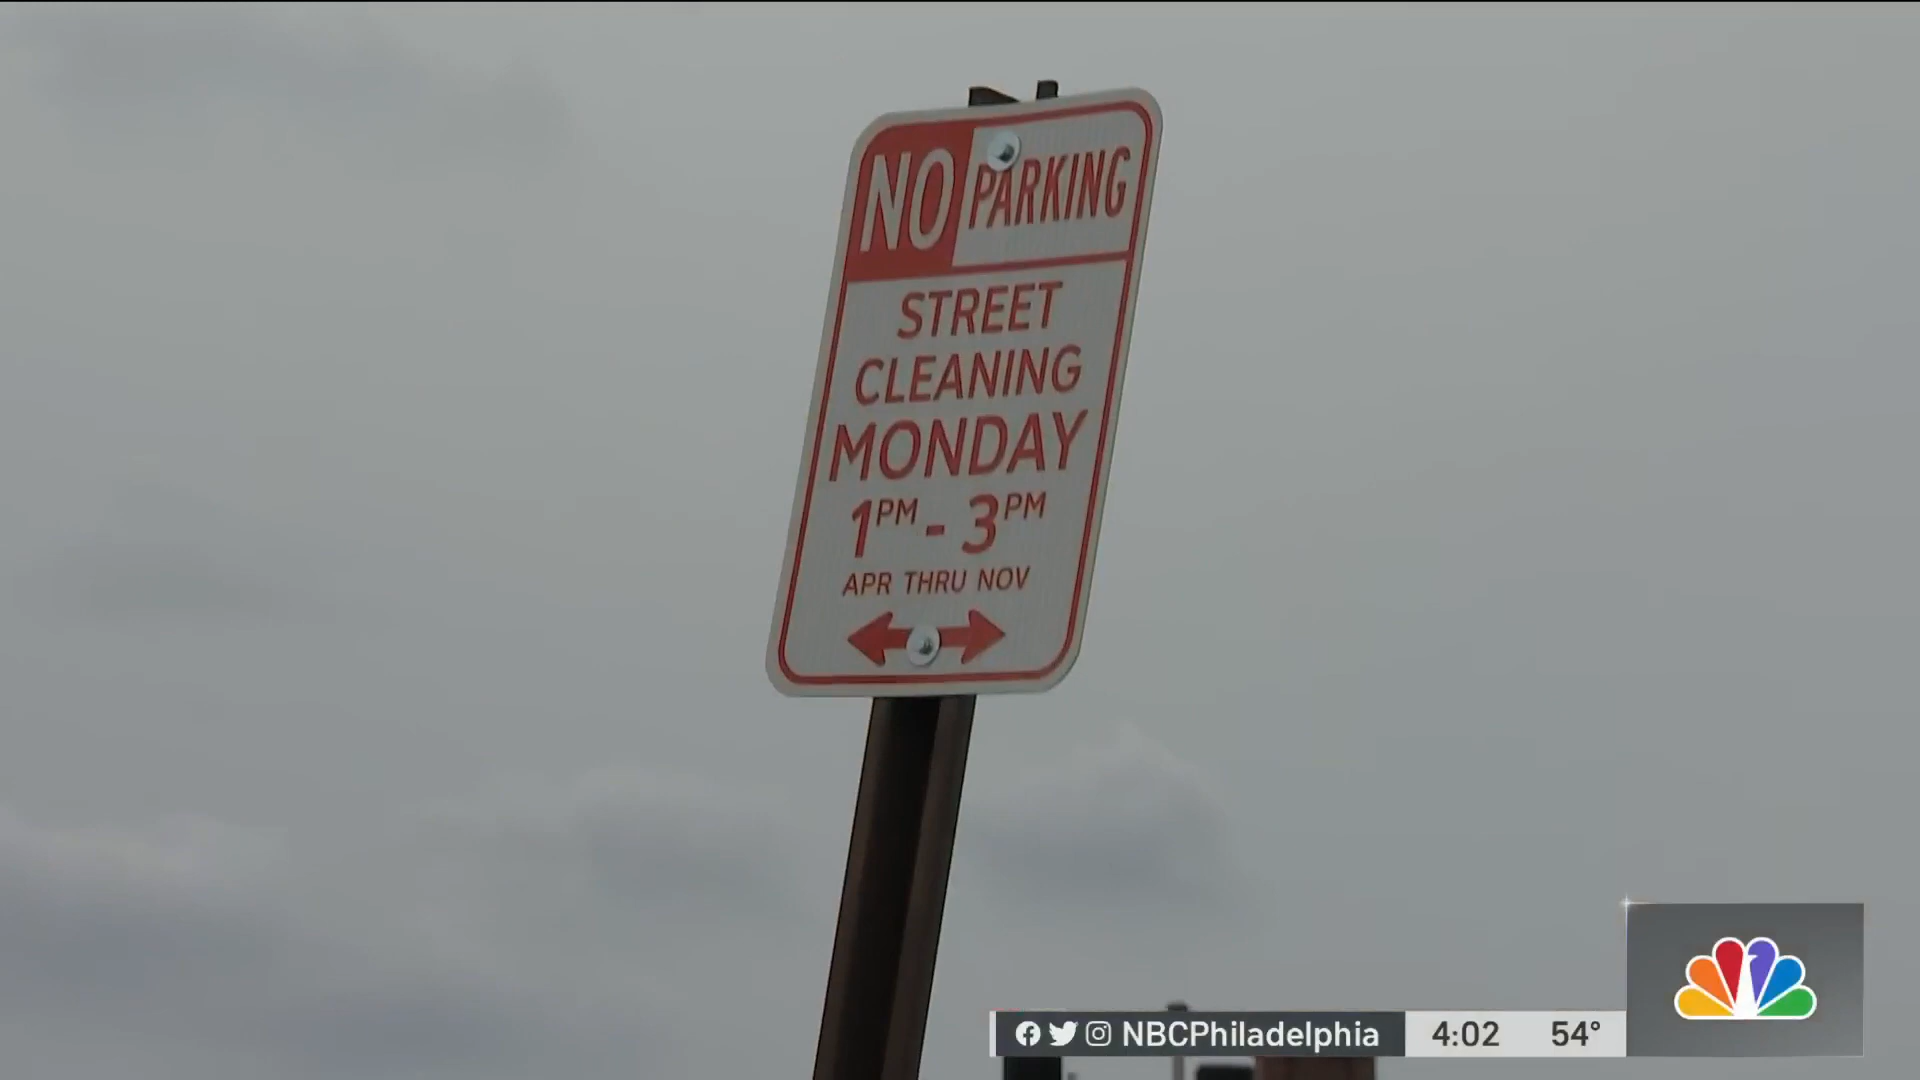 NO PARKING
STREET
CLEANING
MONDAY
1PM - 3PM
APR THRU NOV
NBCPhiladelphia 4:02 54°